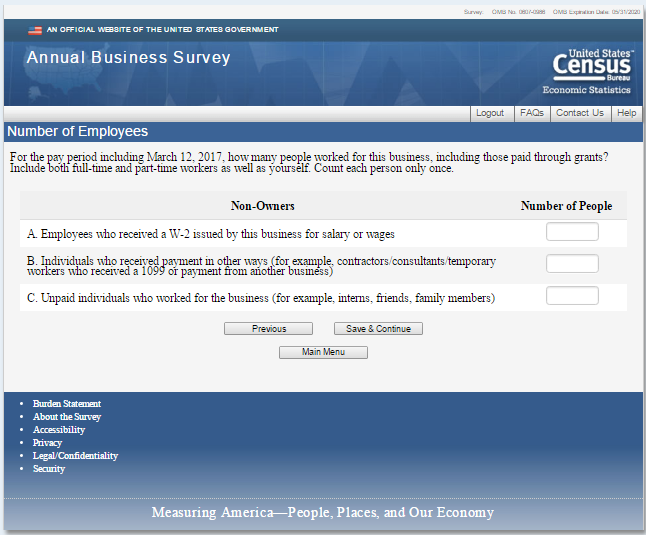 Survey. OMB No. 0607-0986 OMB Expiration Date: 05/31/2020
AN OFFICIAL WEBSITE OF THE UNITED STATES GOVERNMENT
Annual Business Survey
United States™
Census
Bureau
Economic Statistics
Logout FAQs Contact Us Help
Number of Employees
For the pay period including March 12, 2017, how many people worked for this business, including those paid through grants?
Include both full-time and part-time workers as well as yourself. Count each person only once.
Non-Owners Number of People
A. Employees who received a W-2 issued by this business for salary or wages
B. Individuals who received payment in other ways (for example, contractors/consultants/temporary
workers who received a 1099 or payment from another business)
C. Unpaid individuals who worked for the business (for example, interns, friends, family members)
Previous Save & Continue
Main Menu
• Burden Statement
• About the Survey
• Accessibility
• Privacy
• Legal/Confidentiality
• Security
Measuring America—People, Places, and Our Economy